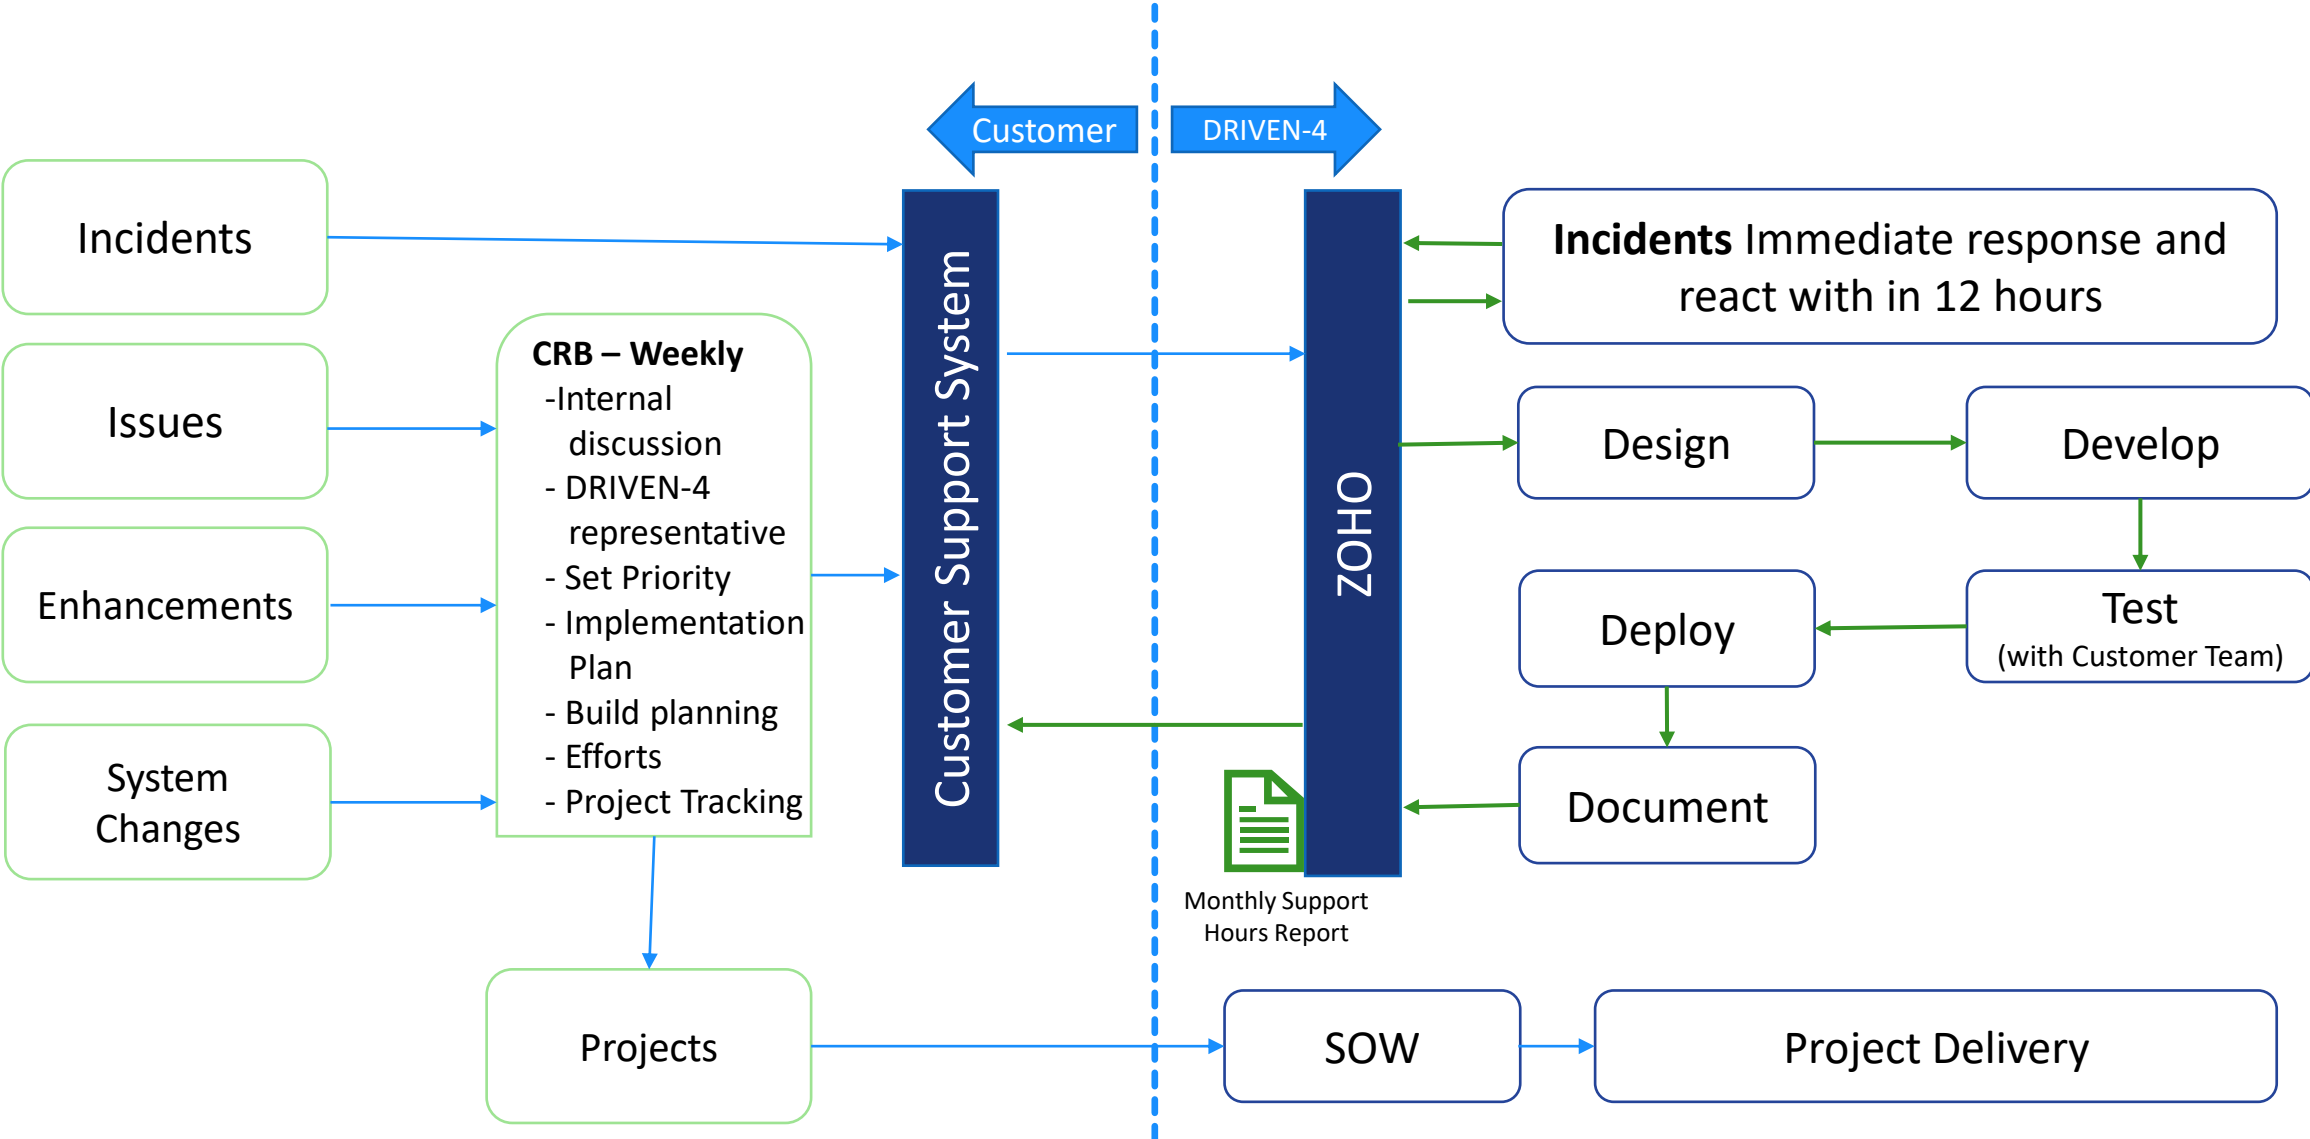 Customer
DRIVEN-4
Incidents
Issues
Enhancements
System
Changes
CRB – Weekly
-Internal
discussion
- DRIVEN-4
representative
- Set Priority
- Implementation
Plan
- Build planning
- Efforts
- Project Tracking
Projects
Customer Support System
ZOHO
Monthly Support
Hours Report
Incidents Immediate response and
react with in 12 hours
Design
Develop
Deploy
Test
(with Customer Team)
Document
SOW
Project Delivery